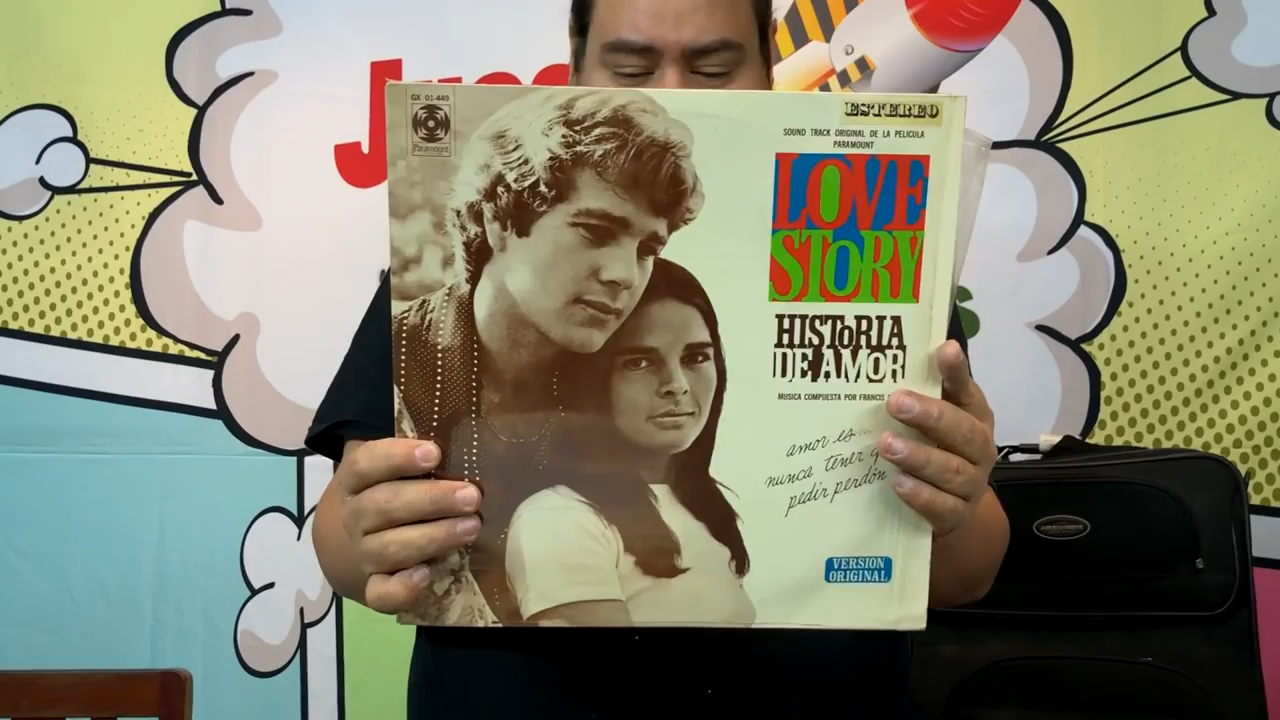 GX 01-449
Paramount
ESTEREO
SOUND TRACK ORIGINAL DE LA PELICULA
PARAMOUNT
LOVE
STORY
HISTORIA
DE AMOR
MUSICA COMPUESTA POR FRANCIS
amor es...
nunca tener q
pedir perdón
VERSION
ORIGINAL